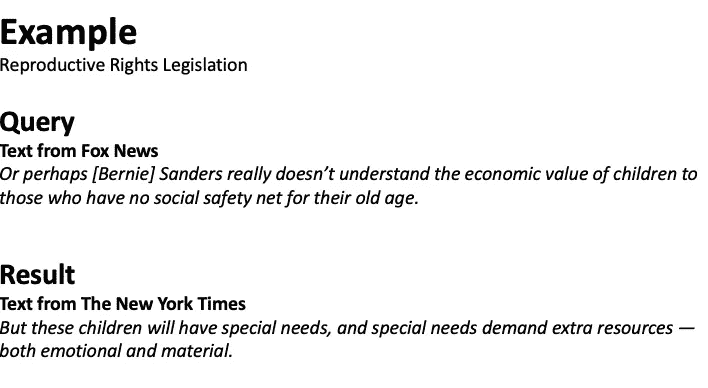 Example
Reproductive Rights Legislation
Query
Text from Fox News
Or perhaps [Bernie] Sanders really doesn’t understand the economic value of children to
those who have no social safety net for their old age.
Result
Text from The New York Times
But these children will have special needs, and special needs demand extra resources —
both emotional and material.